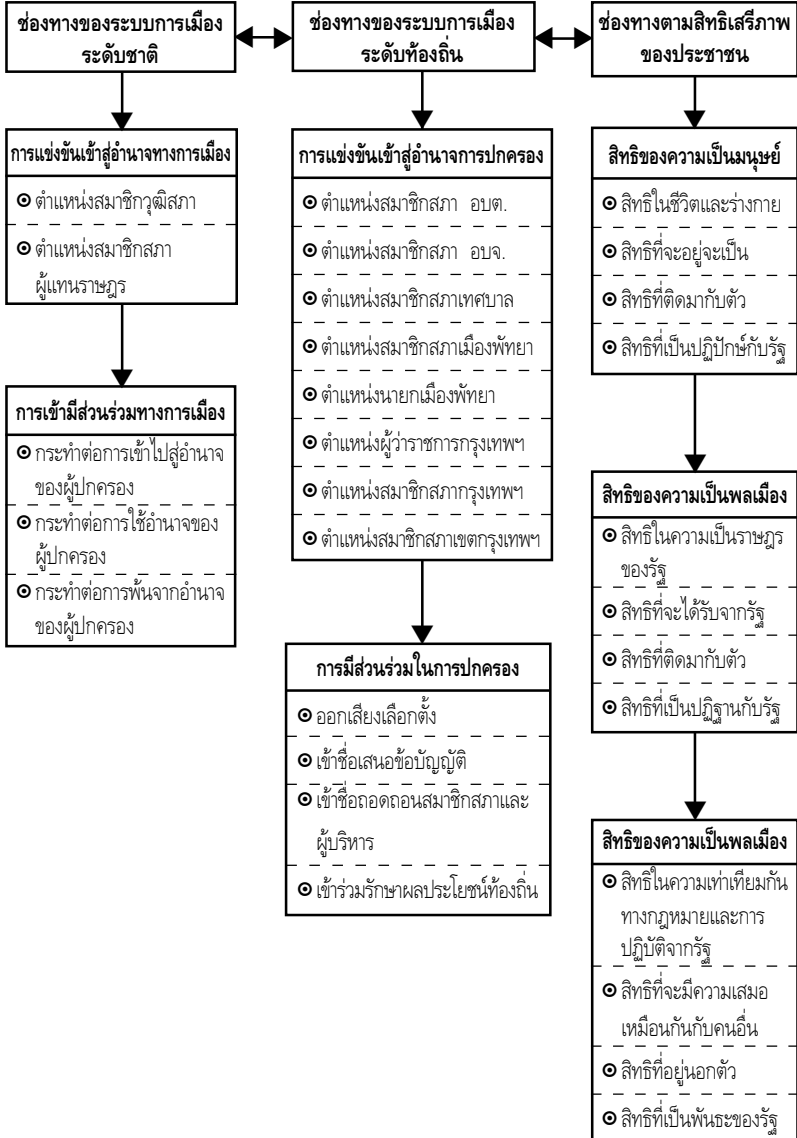 ช่องทางของระบบการเมือง
ระดับชาติ
การแข่งขันเข้าสู่อำนาจทางการเมือง
ตำแหน่งสมาชิกวุฒิสภา
ตำแหน่งสมาชิกสภา
ผู้แทนราษฎร
การเข้ามีส่วนร่วมทางการเมือง
กระทำต่อการเข้าไปสู่อำนาจ
ของผู้ปกครอง
กระทำต่อการใช้อำนาจของ
ผู้ปกครอง
กระทำต่อการพ้นจากอำนาจ
ของผู้ปกครอง
ช่องทางของระบบการเมือง
ระดับท้องถิ่น
การแข่งขันเข้าสู่อำนาจการปกครอง
ตำแหน่งสมาชิกสภา อบต.
ตำแหน่งสมาชิกสภา อบจ.
ตำแหน่งสมาชิกสภาเทศบาล
ตำแหน่งสมาชิกสภาเมืองพัทยา
ตำแหน่งนายกเมืองพัทยา
ตำแหน่งผู้ว่าราชการกรุงเทพฯ
ตำแหน่งสมาชิกสภากรุงเทพฯ
ตำแหน่งสมาชิกสภาเขตกรุงเทพฯ
การมีส่วนร่วมในการปกครอง
ออกเสียงเลือกตั้ง
เข้าชื่อเสนอข้อบัญญัติ
เข้าชื่อถอดถอนสมาชิกสภาและ
ผู้บริหาร
เข้าร่วมรักษาผลประโยชน์ท้องถิ่น
ช่องทางตามสิทธิเสรีภาพ
ของประชาชน
สิทธิของความเป็นมนุษย์
สิทธิในชีวิตและร่างกาย
สิทธิที่จะอยู่จะเป็น
สิทธิที่ติดมากับตัว
สิทธิที่เป็นปฏิปักษ์กับรัฐ
สิทธิของความเป็นพลเมือง
สิทธิในความเป็นราษฎร
ของรัฐ
สิทธิที่จะได้รับจากรัฐ
สิทธิที่ติดมากับตัว
สิทธิที่เป็นปฏิฐานกับรัฐ
สิทธิของความเป็นพลเมือง
สิทธิในความเท่าเทียมกัน
ทางกฎหมายและการ
ปฏิบัติจากรัฐ
สิทธิที่จะมีความเสมอ
เหมือนกันกับคนอื่น
สิทธิที่อยู่นอกตัว
สิทธิที่เป็นพันธะของรัฐ